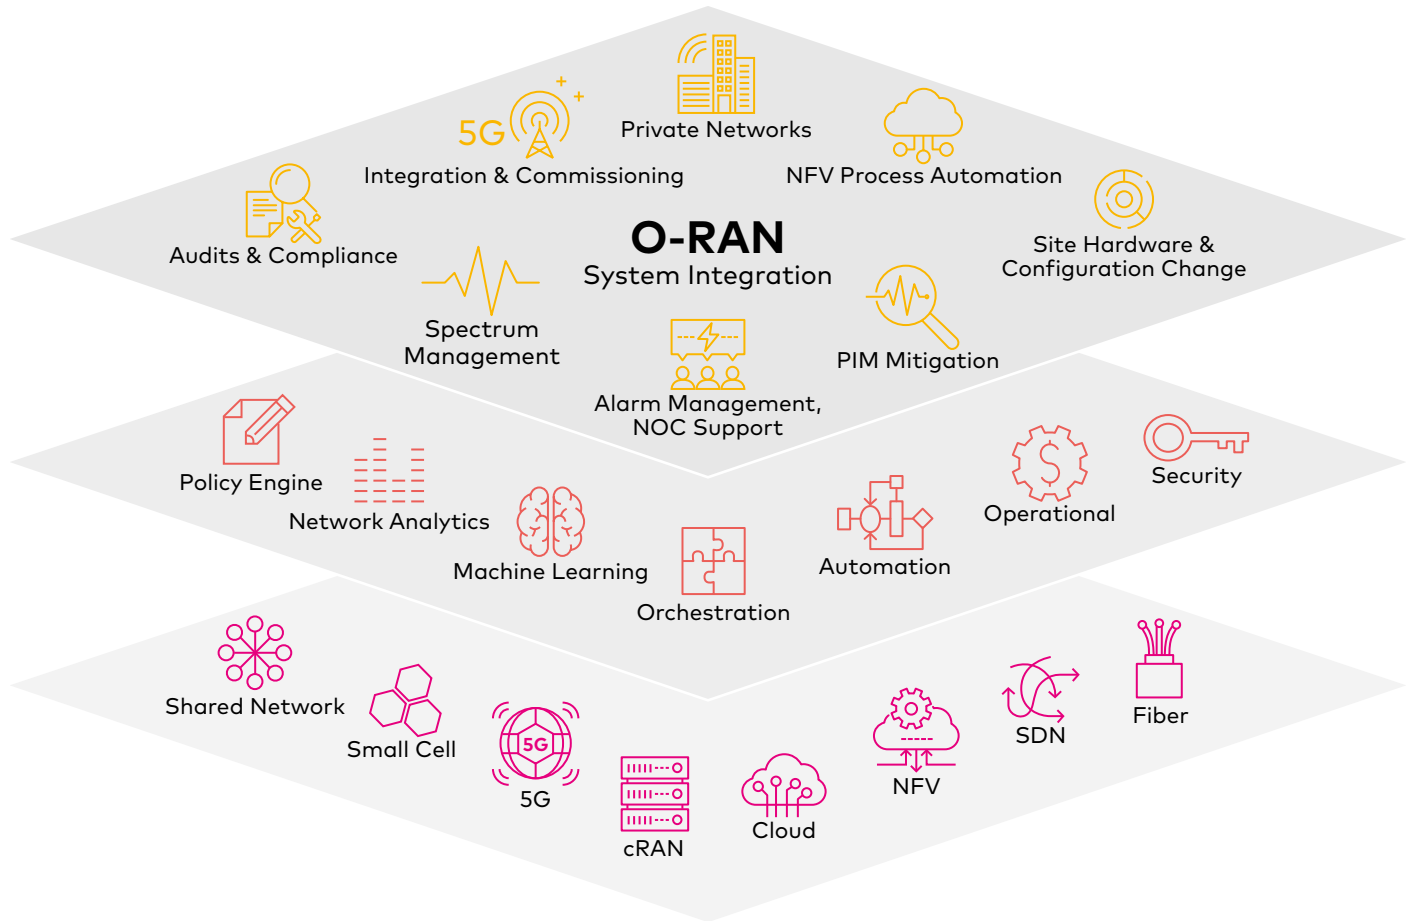 Private Networks
5G
Integration & Commissioning
NFV Process Automation
Audits & Compliance
O-RAN
System Integration
Site Hardware &
Configuration Change
Spectrum
Management
PIM Mitigation
Alarm Management,
NOC Support
Policy Engine
Network Analytics
Machine Learning
Orchestration
Automation
$
Operational
Security
Shared Network
Small Cell
5G
5G
cRAN
Cloud
NFV
SDN
Fiber